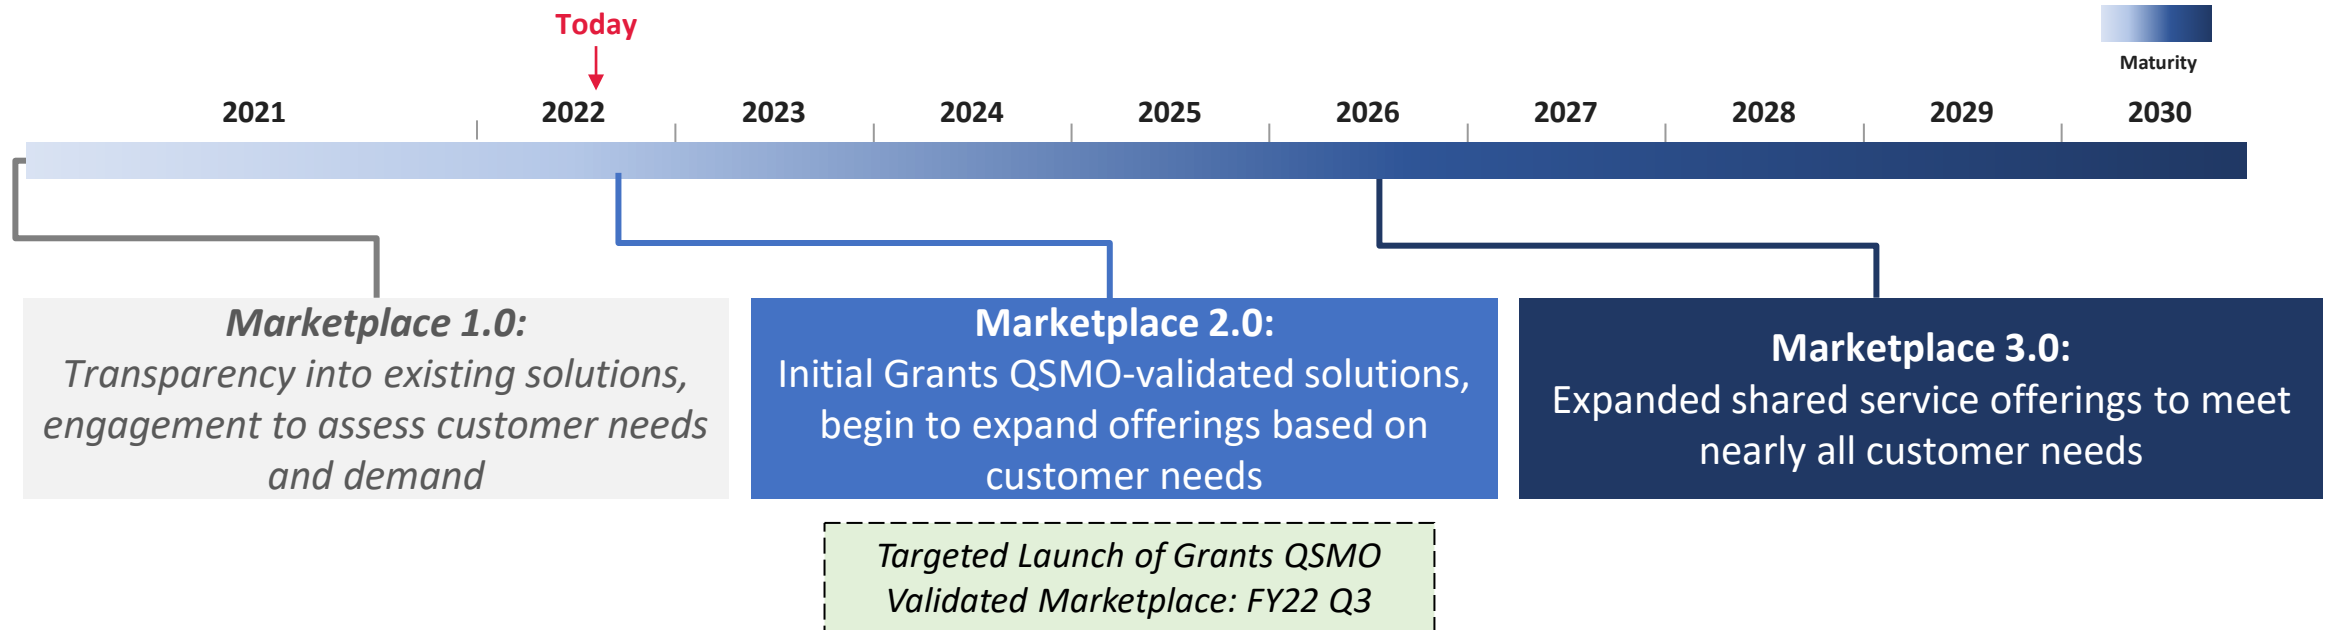 Today
Maturity
2021 2022 2023 2024 2025 2026 2027 2028 2029 2030
Marketplace 1.0:
Transparency into existing solutions,
engagement to assess customer needs
and demand
Marketplace 2.0:
Initial Grants QSMO-validated solutions,
begin to expand offerings based on
customer needs
Marketplace 3.0:
Expanded shared service offerings to meet
nearly all customer needs
Targeted Launch of Grants QSMO
Validated Marketplace: FY22 Q3